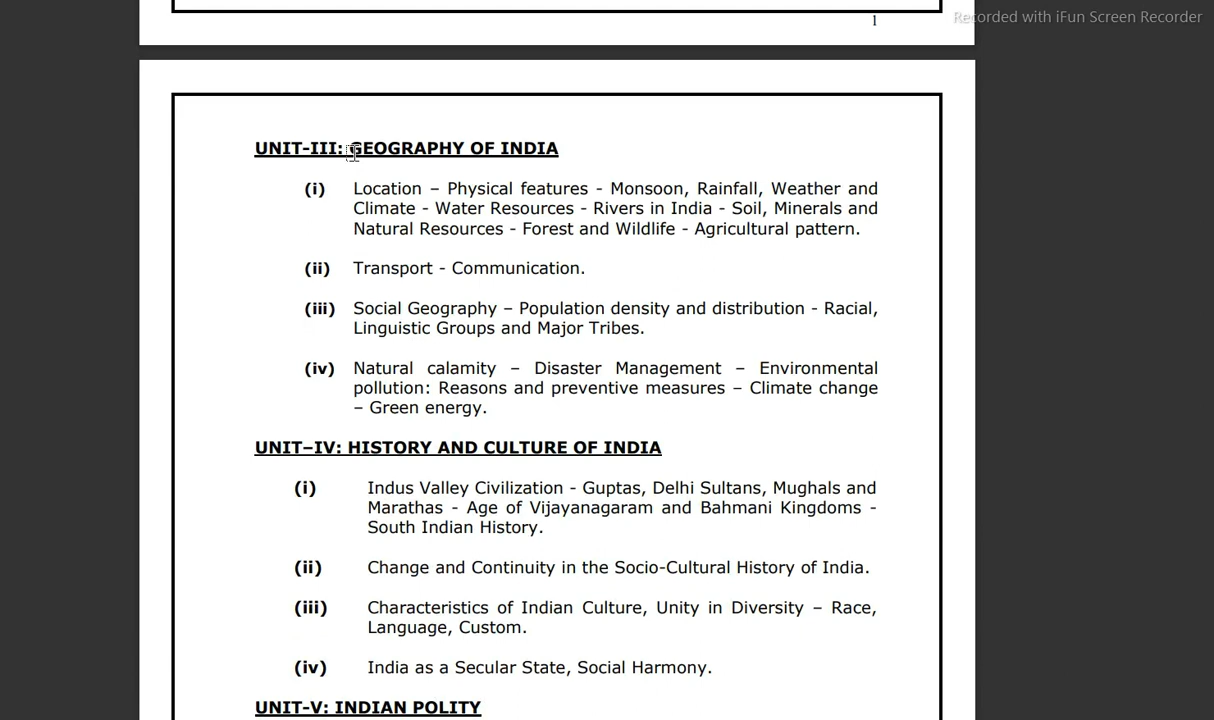 1
Recorded with iFun Screen Recorder
UNIT-III: GEOGRAPHY OF INDIA
(i) Location – Physical features - Monsoon, Rainfall, Weather and
Climate - Water Resources - Rivers in India - Soil, Minerals and
Natural Resources - Forest and Wildlife - Agricultural pattern.
(ii) Transport - Communication.
(iii) Social Geography – Population density and distribution - Racial,
Linguistic Groups and Major Tribes.
(iv) Natural calamity – Disaster Management – Environmental
pollution: Reasons and preventive measures – Climate change
– Green energy.
UNIT–IV: HISTORY AND CULTURE OF INDIA
(i) Indus Valley Civilization - Guptas, Delhi Sultans, Mughals and
Marathas - Age of Vijayanagaram and Bahmani Kingdoms -
South Indian History.
(ii) Change and Continuity in the Socio-Cultural History of India.
(iii) Characteristics of Indian Culture, Unity in Diversity – Race,
Language, Custom.
(iv) India as a Secular State, Social Harmony.
UNIT-V: INDIAN POLITY